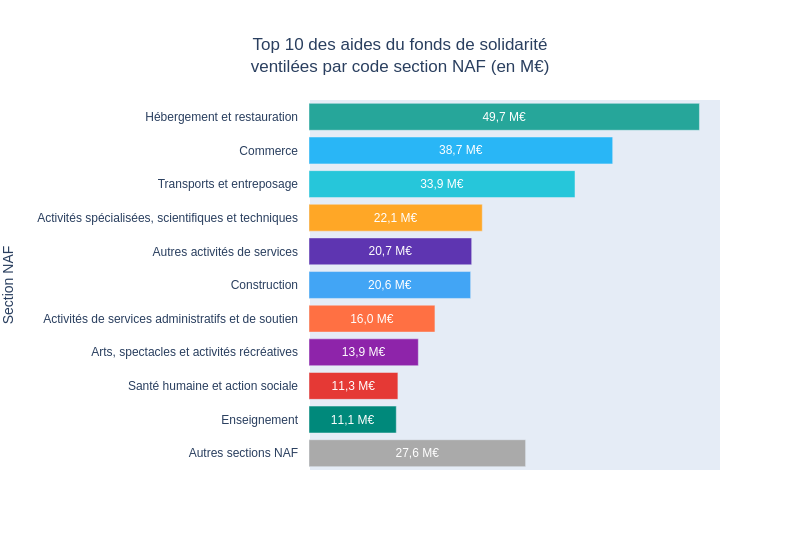 Top 10 des aides du fonds de solidarité
ventilées par code section NAF (en M€)
Section NAF
Hébergement et restauration 49,7 M€
Commerce 38,7 M€
Transports et entreposage 33,9 M€
Activités spécialisées, scientifiques et techniques 22,1 M€
Autres activités de services 20,7 M€
Construction 20,6 M€
Activités de services administratifs et de soutien 16,0 M€
Arts, spectacles et activités récréatives 13,9 M€
Santé humaine et action sociale 11,3 M€
Enseignement 11,1 M€
Autres sections NAF 27,6 M€